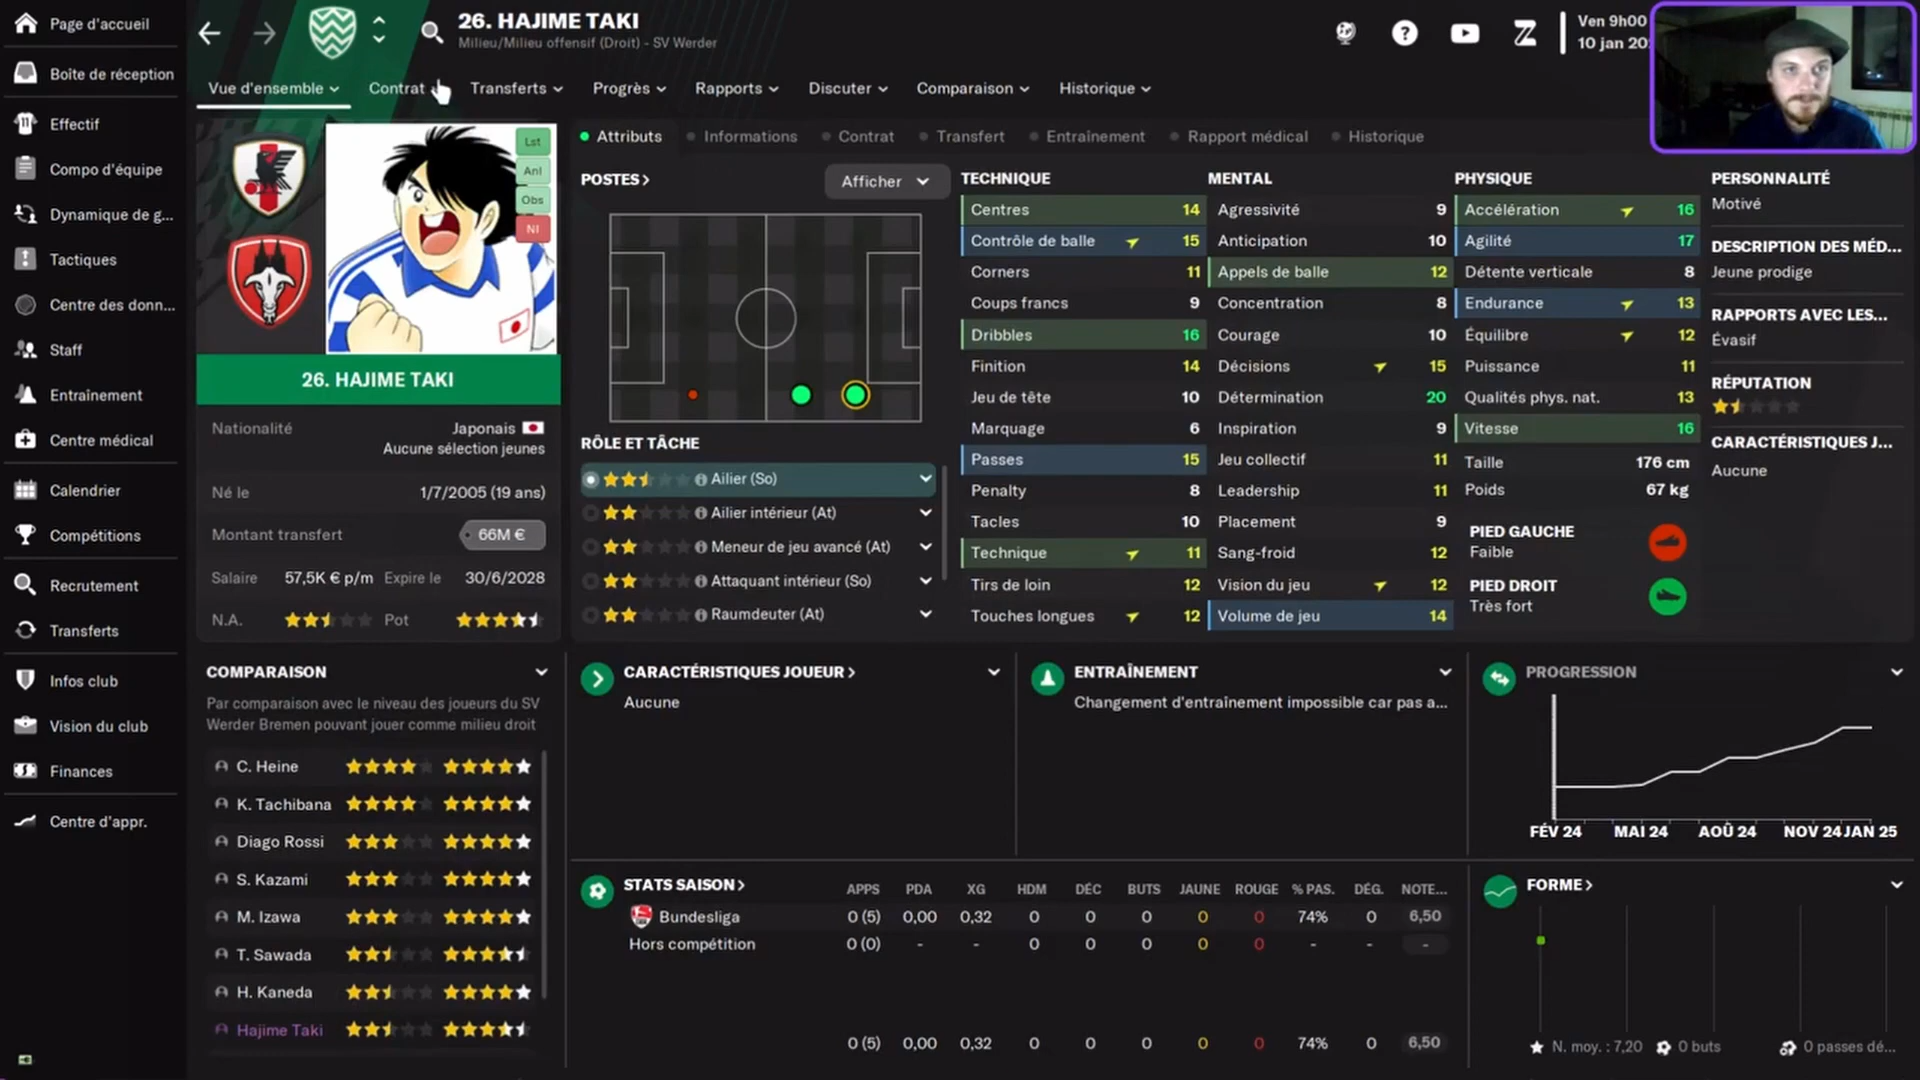 Page d'accueil
Boîte de réception
Effectif
Compo d'équipe
Dynamique de g...
Tactiques
Centre des donn...
Staff
Entraînement
Centre médical
Calendrier
Compétitions
Recrutement
Transferts
Infos club
Vision du club
Finances
Centre d'appr.
26. HAJIME TAKI
Milieu/Milieu offensif (Droit) - SV Werder
Ven 9h00
10 jan 20
Vue d'ensemble
Contrat
Transferts
Progrès
Rapports
Discuter
Comparaison
Historique
Lst
Anl
Obs
NI
26. HAJIME TAKI
Nationalité Japonais
Aucune sélection jeunes
Né le 1/7/2005 (19 ans)
Montant transfert 66M €
Salaire 57,5K € p/m Expire le 30/6/2028
N.A. Pot
Attributs
Informations
Contrat
Transfert
Entraînement
Rapport médical
Historique
POSTES
Afficher
RÔLE ET TÂCHE
Ailier (So)
Ailier intérieur (At)
Meneur de jeu avancé (At)
Attaquant intérieur (So)
Raumdeuter (At)
TECHNIQUE
Centres 14
Contrôle de balle 15
Corners 11
Coups francs 9
Dribbles 16
Finition 14
Jeu de tête 10
Marquage 6
Passes 15
Penalty 8
Tacles 10
Technique 11
Tirs de loin 12
Touches longues 12
MENTAL
Agressivité 9
Anticipation 10
Appels de balle 12
Concentration 8
Courage 10
Décisions 15
Détermination 20
Inspiration 9
Jeu collectif 11
Leadership 11
Placement 9
Sang-froid 12
Vision du jeu 12
Volume de jeu 14
PHYSIQUE
Accélération 16
Agilité 17
Détente verticale 8
Endurance 13
Équilibre 12
Puissance 11
Qualités phys. nat. 13
Vitesse 16
Taille 176 cm
Poids 67 kg
PIED GAUCHE
Faible
PIED DROIT
Très fort
PERSONNALITÉ
Motivé
DESCRIPTION DES MÉD...
Jeune prodige
RAPPORTS AVEC LES...
Évasif
RÉPUTATION
CARACTÉRISTIQUES J...
Aucune
COMPARAISON
Par comparaison avec le niveau des joueurs du SV
Werder Bremen pouvant jouer comme milieu droit
C. Heine
K. Tachibana
Diago Rossi
S. Kazami
M. Izawa
T. Sawada
H. Kaneda
Hajime Taki
CARACTÉRISTIQUES JOUEUR
Aucune
ENTRAÎNEMENT
Changement d'entraînement impossible car pas a...
PROGRESSION
FÉV 24 MAI 24 AOÛ 24 NOV 24 JAN 25
STATS SAISON APPS PDA XG HDM DÉC BUTS JAUNE ROUGE % PAS. DÉG. NOTE...
Bundesliga 0 (5) 0,00 0,32 0 0 0 0 0 74% 0 6,50
Hors compétition 0 (0) - - 0 0 0 0 0 - - -
0 (5) 0,00 0,32 0 0 0 0 0 74% 0 6,50
FORME
N. moy. : 7,20 0 buts 0 passes dé...